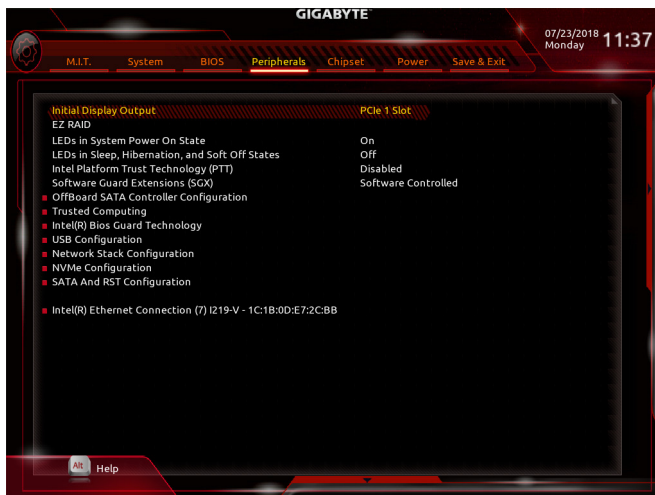 GIGABYTE
07/23/2018 11:37
Monday
M.I.T. System BIOS Peripherals Chipset Power Save & Exit
Initial Display Output PCIe 1 Slot
EZ RAID
LEDs in System Power On State On
LEDs in Sleep, Hibernation, and Soft Off States Off
Intel Platform Trust Technology (PTT) Disabled
Software Guard Extensions (SGX) Software Controlled
OffBoard SATA Controller Configuration
Trusted Computing
Intel(R) Bios Guard Technology
USB Configuration
Network Stack Configuration
NVMe Configuration
SATA And RST Configuration
Intel(R) Ethernet Connection (7) I219-V - 1C:1B:0D:E7:2C:BB
Alt Help